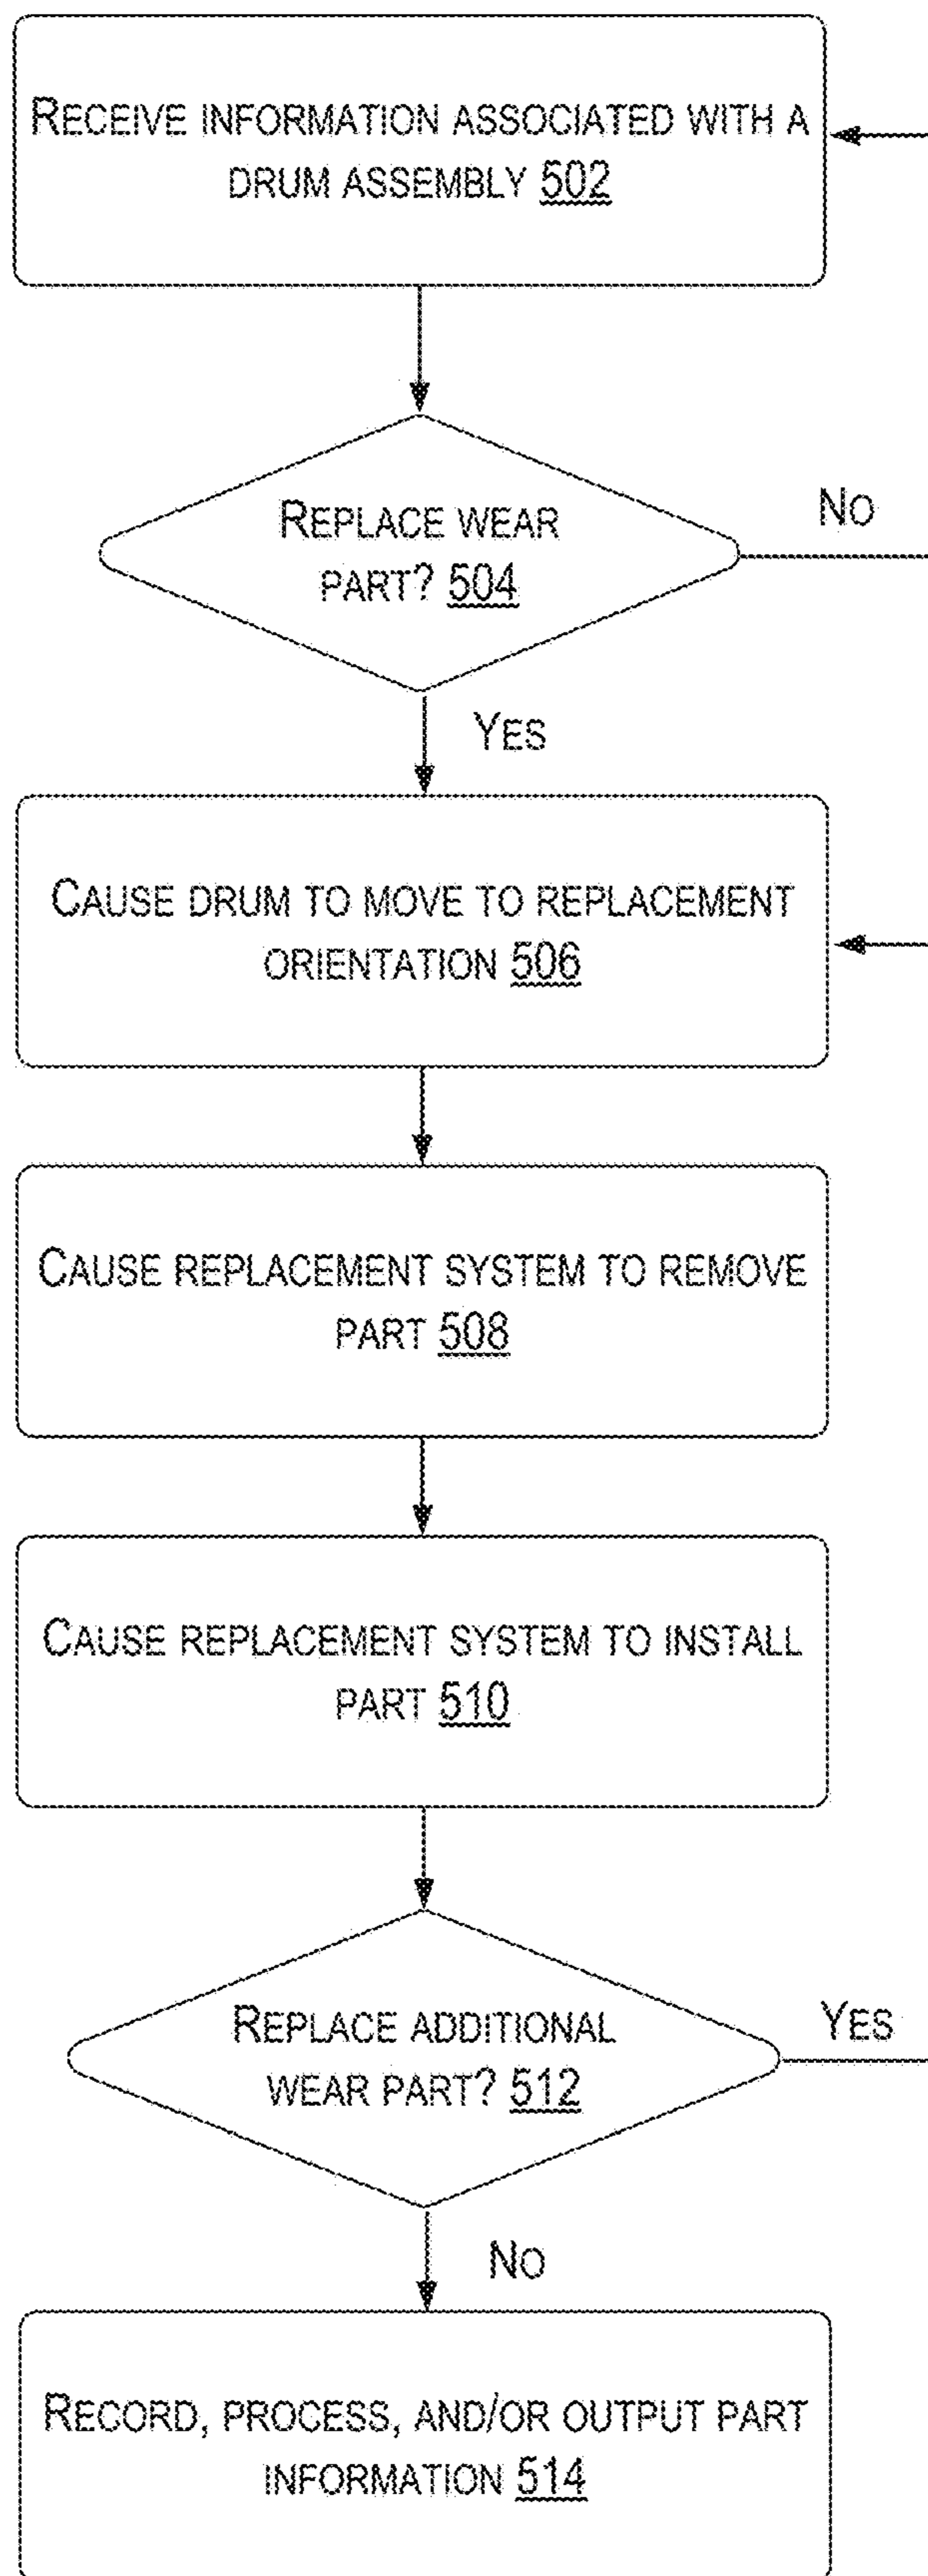 RECEIVE INFORMATION ASSOCIATED WITH A
DRUM ASSEMBLY 502
REPLACE WEAR
PART? 504
NO
YES
CAUSE DRUM TO MOVE TO REPLACEMENT
ORIENTATION 506
CAUSE REPLACEMENT SYSTEM TO REMOVE
PART 508
CAUSE REPLACEMENT SYSTEM TO INSTALL
PART 510
REPLACE ADDITIONAL
WEAR PART? 512
YES
NO
RECORD, PROCESS, AND/OR OUTPUT PART
INFORMATION 514